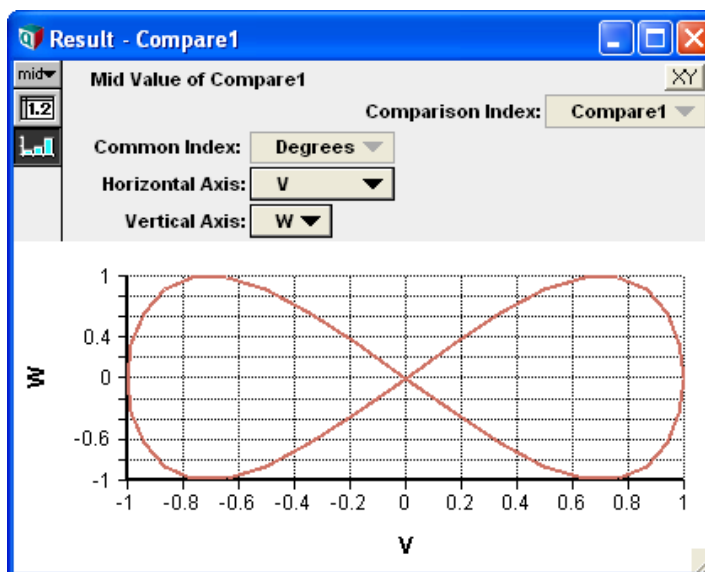 Result - Compare1
mid
Mid Value of Compare1
XY
1.2
Comparison Index: Compare1
Common Index: Degrees
Horizontal Axis: V
Vertical Axis: W
1
0.4
0
-0.6
-1
W
-1 -0.8 -0.6 -0.4 -0.2 0 0.2 0.4 0.6 0.8 1
V